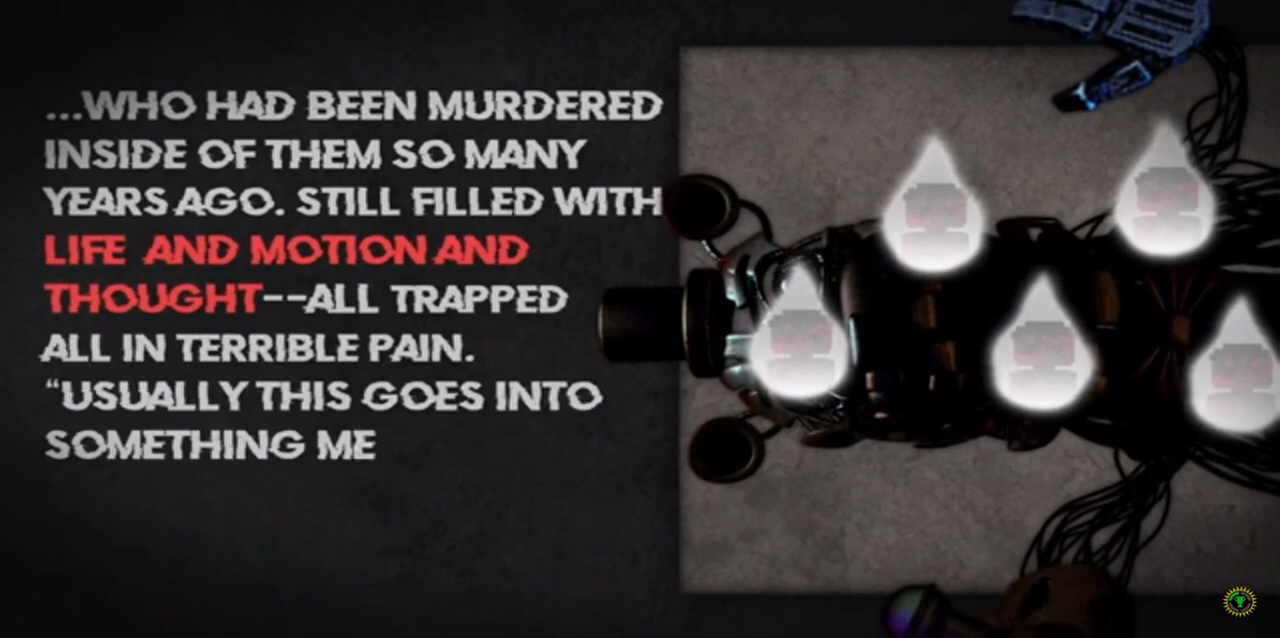 ...WHO HAD BEEN MURDERED
INSIDE OF THEM SO MANY
YEARS AGO. STILL FILLED WITH
LIFE AND MOTION AND
THOUGHT--ALL TRAPPED
ALL IN TERRIBLE PAIN.
“USUALLY THIS GOES INTO
SOMETHING ME